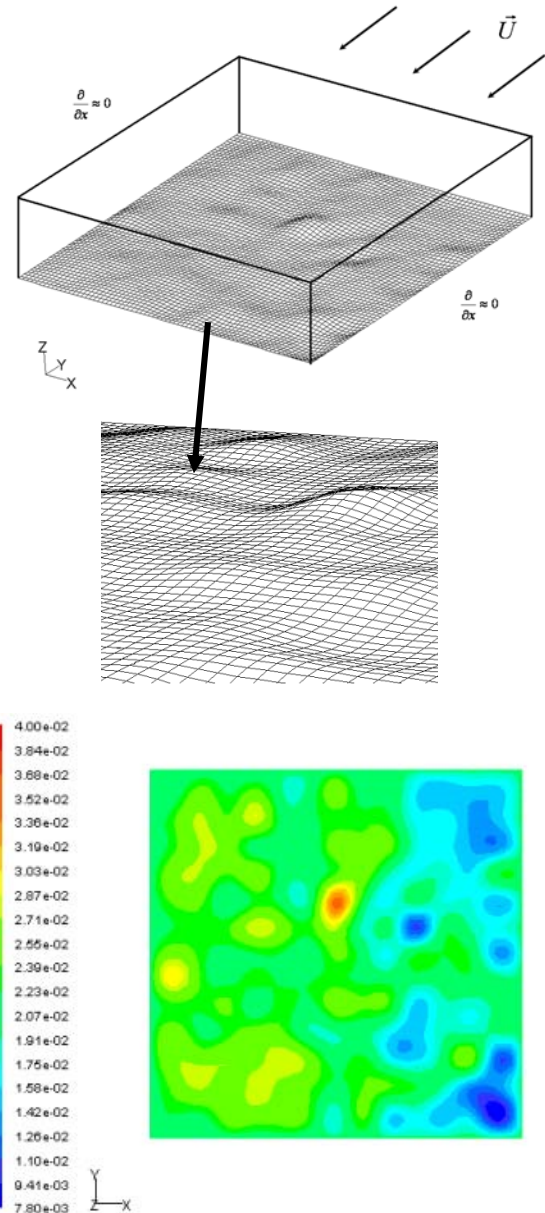 U⃗
∂/∂x ≈ 0
∂/∂x ≈ 0
Z
Y
X
4.00e-02
3.84e-02
3.68e-02
3.52e-02
3.36e-02
3.19e-02
3.03e-02
2.87e-02
2.71e-02
2.55e-02
2.39e-02
2.23e-02
2.07e-02
1.91e-02
1.75e-02
1.58e-02
1.42e-02
1.26e-02
1.10e-02
9.41e-03
7.80e-03
Y
Z X